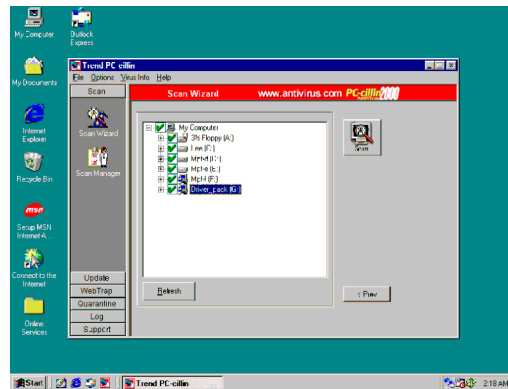 My Computer
Outlook
Express
My Documents
Internet
Explorer
Recycle Bin
msn
Setup MSN
Internet A...
Connect to the
Internet
Online
Services
Trend PC-cillin
File Options Virus Info Help
Scan
Scan Wizard
Scan Manager
Update
WebTrap
Quarantine
Log
Support
Scan Wizard
www.antivirus.com PC-cillin 2000
My Computer
3½ Floppy (A:)
(C:)
(D:)
(E:)
(F:)
Driver_pack (G:)
Refresh
Scan
< Prev
Start
Trend PC-cillin
2:18 AM